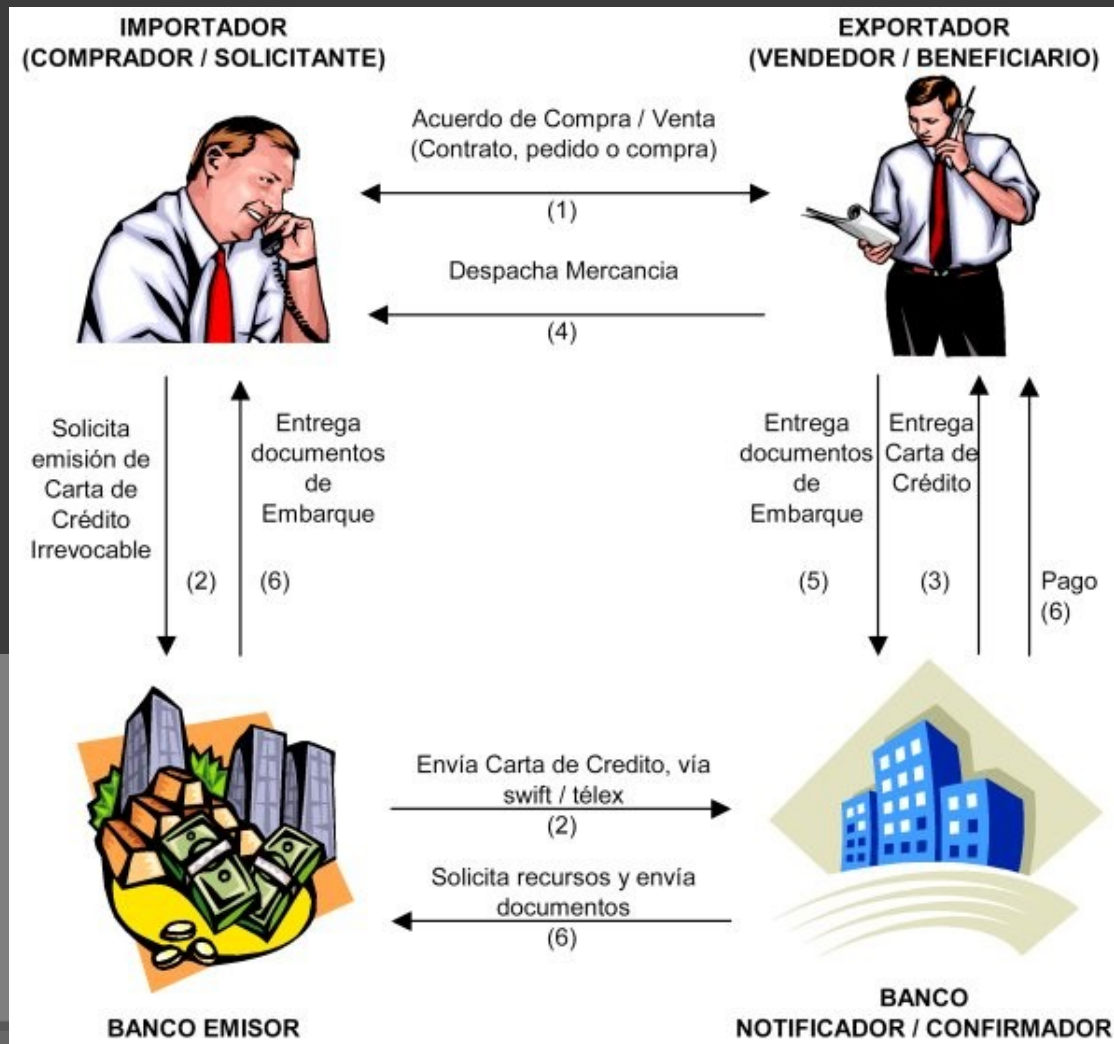 IMPORTADOR
(COMPRADOR / SOLICITANTE)
EXPORTADOR
(VENDEDOR / BENEFICIARIO)
Acuerdo de Compra / Venta
(Contrato, pedido o compra)
(1)
Despacha Mercancia
(4)
Solicita
emisión de
Carta de
Crédito
Irrevocable
(2)
Entrega
documentos
de
Embarque
(6)
Entrega
documentos
de
Embarque
(5)
Entrega
Carta de
Crédito
(3)
Pago
(6)
Envía Carta de Credito, vía
swift / télex
(2)
Solicita recursos y envía
documentos
(6)
BANCO EMISOR
BANCO
NOTIFICADOR / CONFIRMADOR